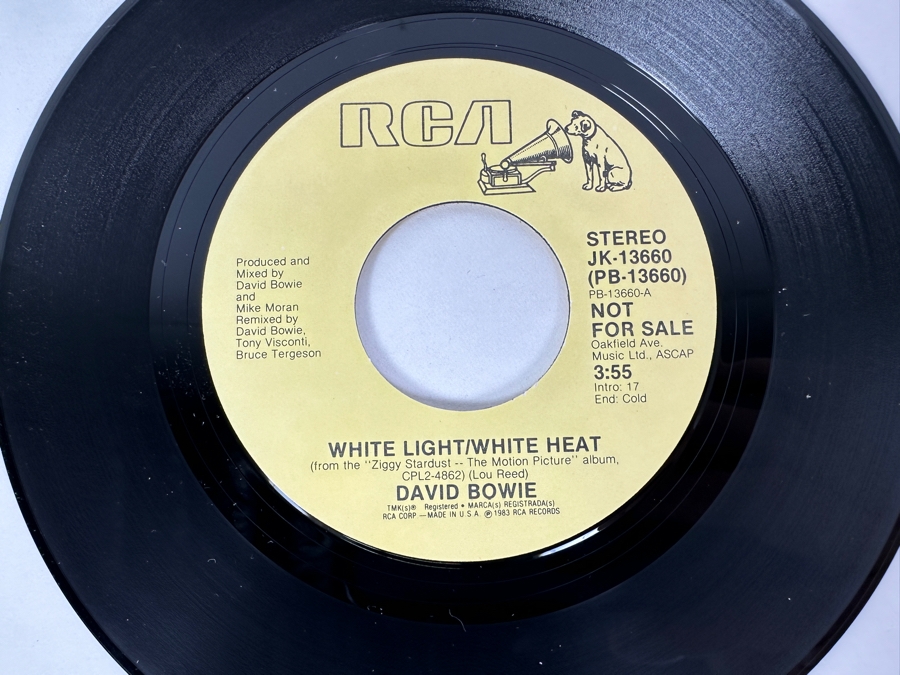 RCA
Produced and
Mixed by
David Bowie
and
Mike Moran
Remixed by
David Bowie,
Tony Visconti,
Bruce Tergeson
STEREO
JK-13660
(PB-13660)
PB-13660-A
NOT
FOR SALE
Oakfield Ave.
Music Ltd., ASCAP
3:55
Intro: 17
End: Cold
WHITE LIGHT/WHITE HEAT
(from the "Ziggy Stardust -- The Motion Picture" album,
CPL2-4862) (Lou Reed)
DAVID BOWIE
TMK(s)® Registered • MARCA(s) REGISTRADA(s)
RCA CORP —MADE IN U.S.A. ℗ 1983 RCA RECORDS